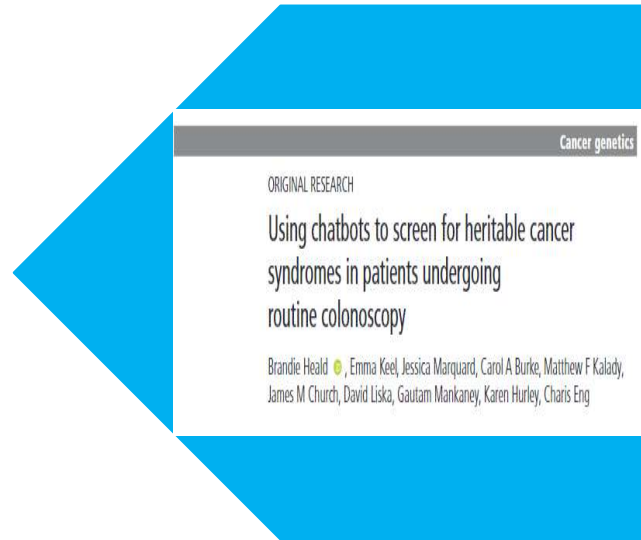 Cancer genetics
ORIGINAL RESEARCH
Using chatbots to screen for heritable cancer
syndromes in patients undergoing
routine colonoscopy
Brandie Heald , Emma Keel, Jessica Marquard, Carol A Burke, Matthew F Kalady,
James M Church, David Liska, Gautam Mankaney, Karen Hurley, Charis Eng